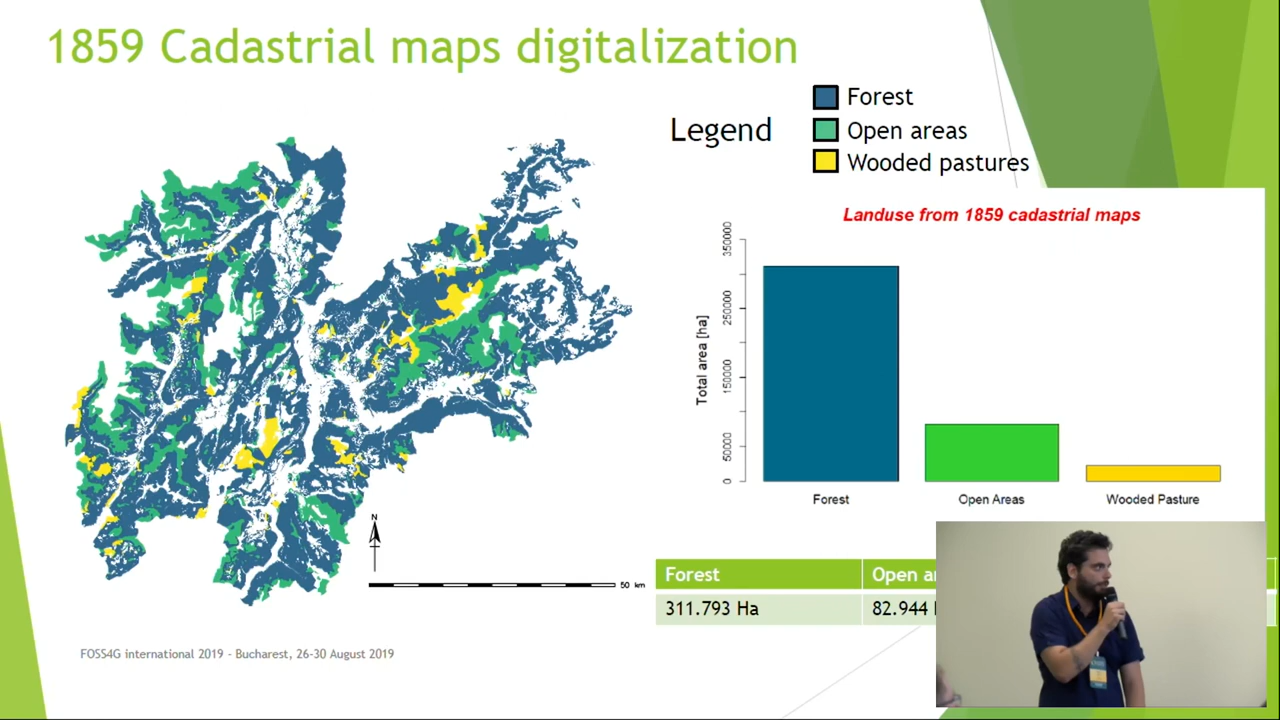 1859 Cadastrial maps digitalization
Legend
Forest
Open areas
Wooded pastures
Landuse from 1859 cadastrial maps
Total area [ha]
350000
250000
150000
50000
0
Forest
Open Areas
Wooded Pasture
N
50 km
Forest
Open
311.793 Ha
82.944
FOSS4G international 2019 - Bucharest, 26-30 August 2019